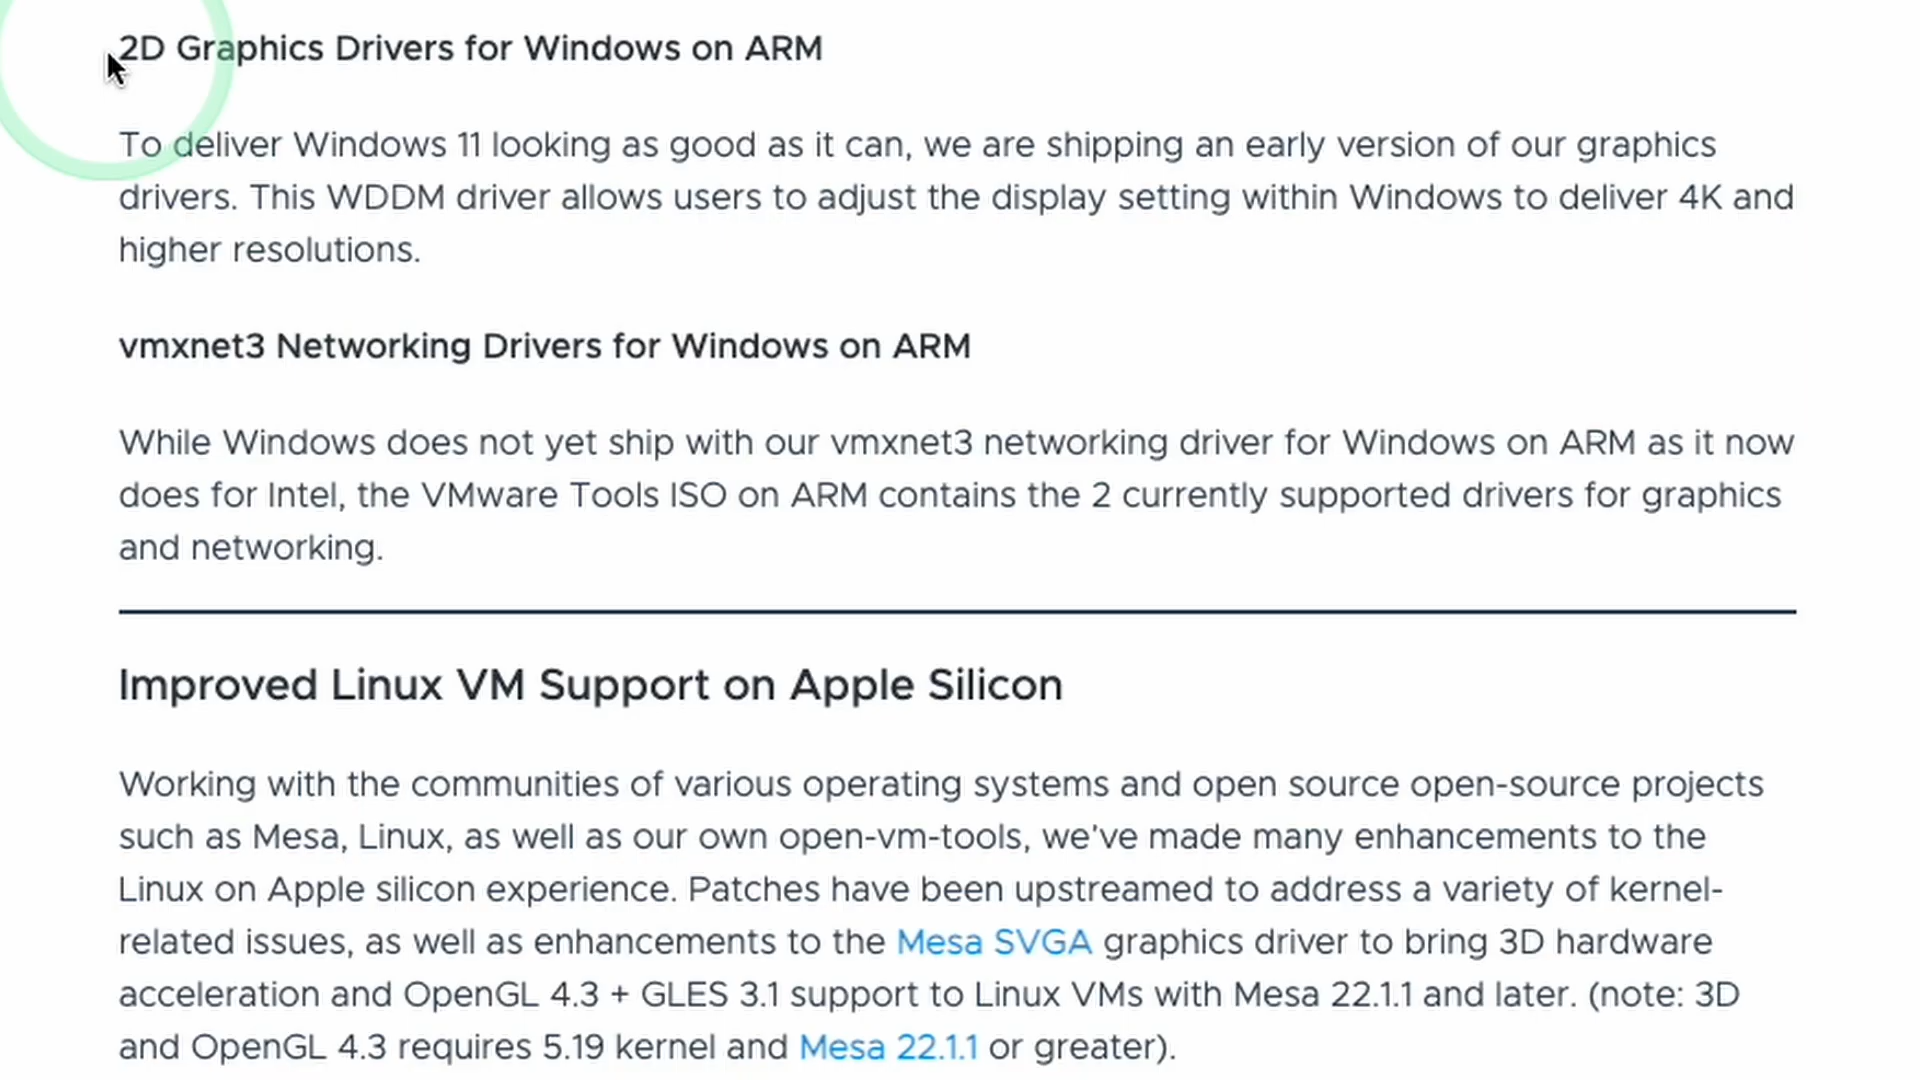 2D Graphics Drivers for Windows on ARM
To deliver Windows 11 looking as good as it can, we are shipping an early version of our graphics
drivers. This WDDM driver allows users to adjust the display setting within Windows to deliver 4K and
higher resolutions.
vmxnet3 Networking Drivers for Windows on ARM
While Windows does not yet ship with our vmxnet3 networking driver for Windows on ARM as it now
does for Intel, the VMware Tools ISO on ARM contains the 2 currently supported drivers for graphics
and networking.
Improved Linux VM Support on Apple Silicon
Working with the communities of various operating systems and open source open-source projects
such as Mesa, Linux, as well as our own open-vm-tools, we've made many enhancements to the
Linux on Apple silicon experience. Patches have been upstreamed to address a variety of kernel-
related issues, as well as enhancements to the Mesa SVGA graphics driver to bring 3D hardware
acceleration and OpenGL 4.3 + GLES 3.1 support to Linux VMs with Mesa 22.1.1 and later. (note: 3D
and OpenGL 4.3 requires 5.19 kernel and Mesa 22.1.1 or greater).